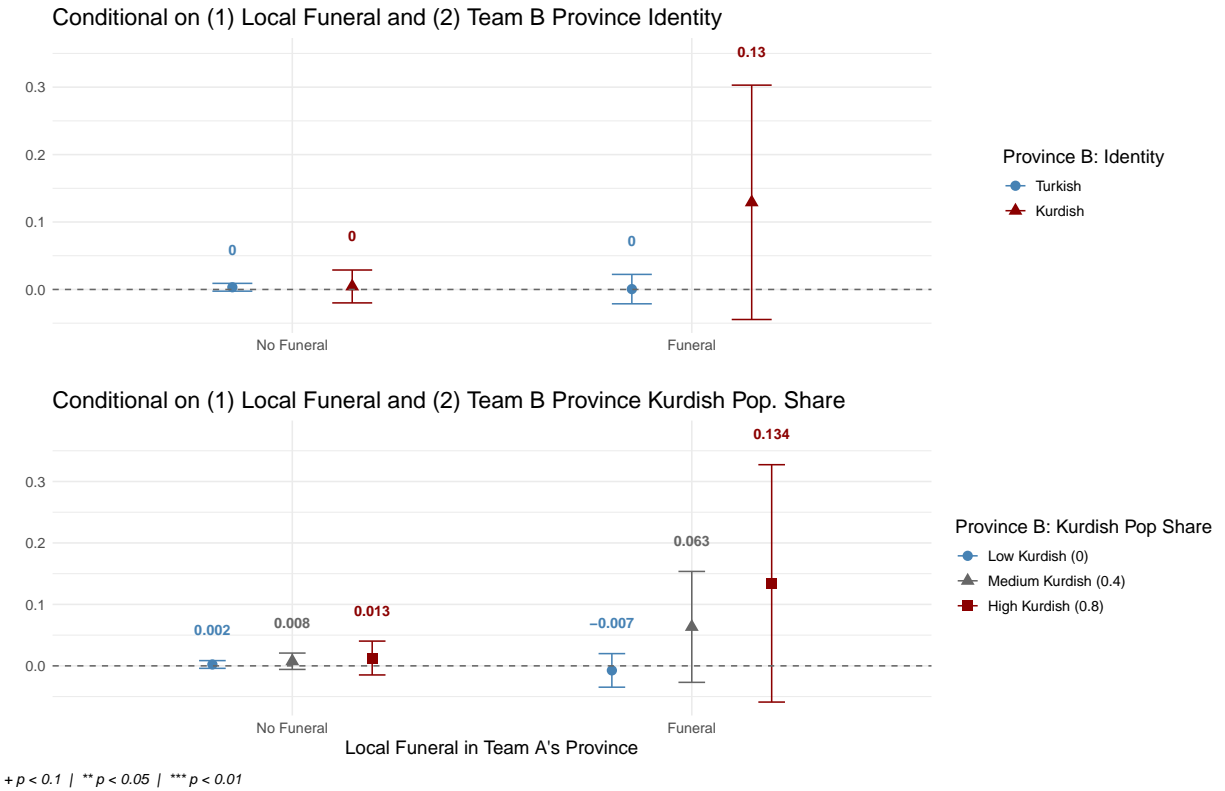 Conditional on (1) Local Funeral and (2) Team B Province Identity
0.13
0.3
0.2
0.1
0.0
0
0
0
No Funeral
Funeral
Province B: Identity
Turkish
Kurdish
Conditional on (1) Local Funeral and (2) Team B Province Kurdish Pop. Share
0.134
0.3
0.2
0.1
0.0
0.002
0.008
0.013
−0.007
0.063
No Funeral
Funeral
Local Funeral in Team A's Province
Province B: Kurdish Pop Share
Low Kurdish (0)
Medium Kurdish (0.4)
High Kurdish (0.8)
+ p < 0.1 | ** p < 0.05 | *** p < 0.01